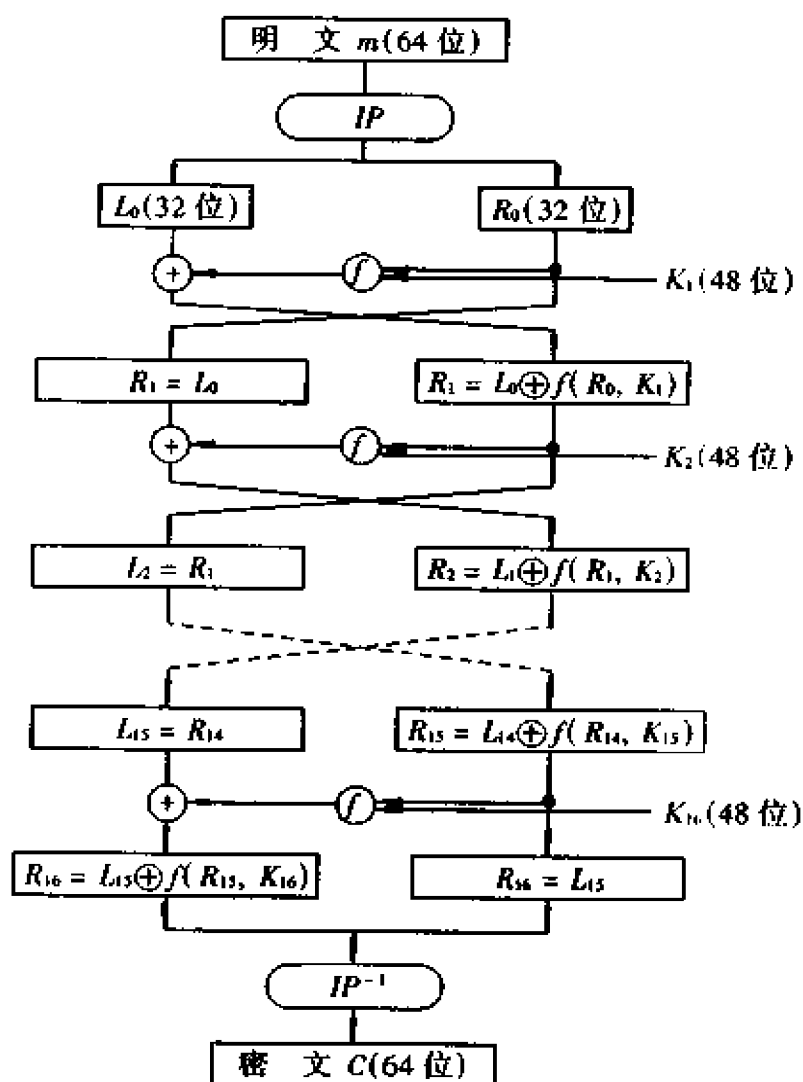 明 文 m(64 位)
IP
L₀(32 位)
R₀(32 位)
+
f
K₁(48 位)
R₁ = L₀
R₁ = L₀⊕f( R₀, K₁)
+
f
K₂(48 位)
L₂ = R₁
R₂ = L₁⊕f( R₁, K₂)
L₁₅ = R₁₄
R₁₅ = L₁₄⊕f( R₁₄, K₁₅)
+
f
K₁₆(48 位)
R₁₆ = L₁₅⊕f( R₁₅, K₁₆)
R₁₆ = L₁₅
IP⁻¹
密 文 C(64 位)